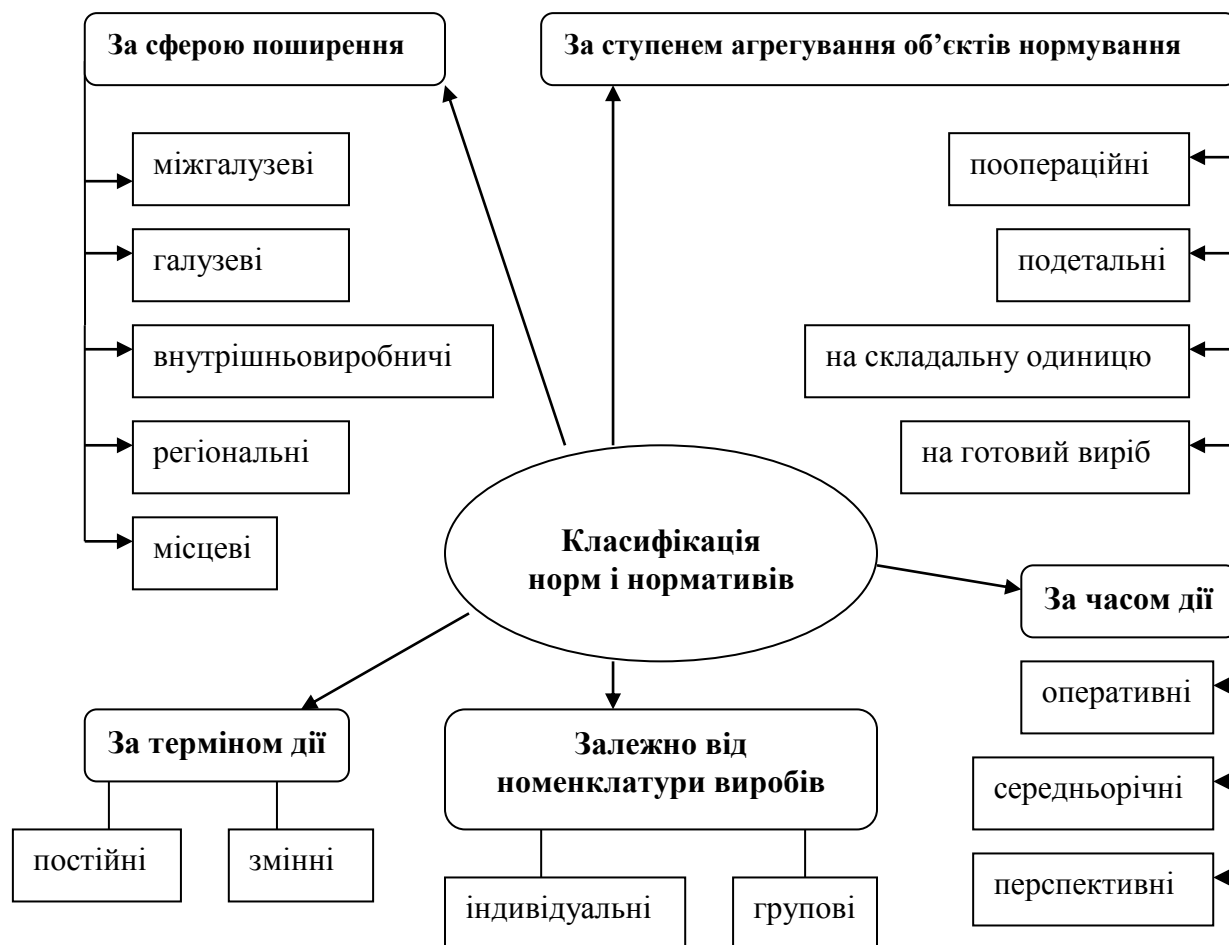 За сферою поширення
За ступенем агрегування об’єктів нормування
міжгалузеві
галузеві
внутрішньовиробничі
регіональні
місцеві
поопераційні
подетальні
на складальну одиницю
на готовий виріб
Класифікація
норм і нормативів
За часом дії
оперативні
середньорічні
перспективні
За терміном дії
постійні
змінні
Залежно від
номенклатури виробів
індивідуальні
групові